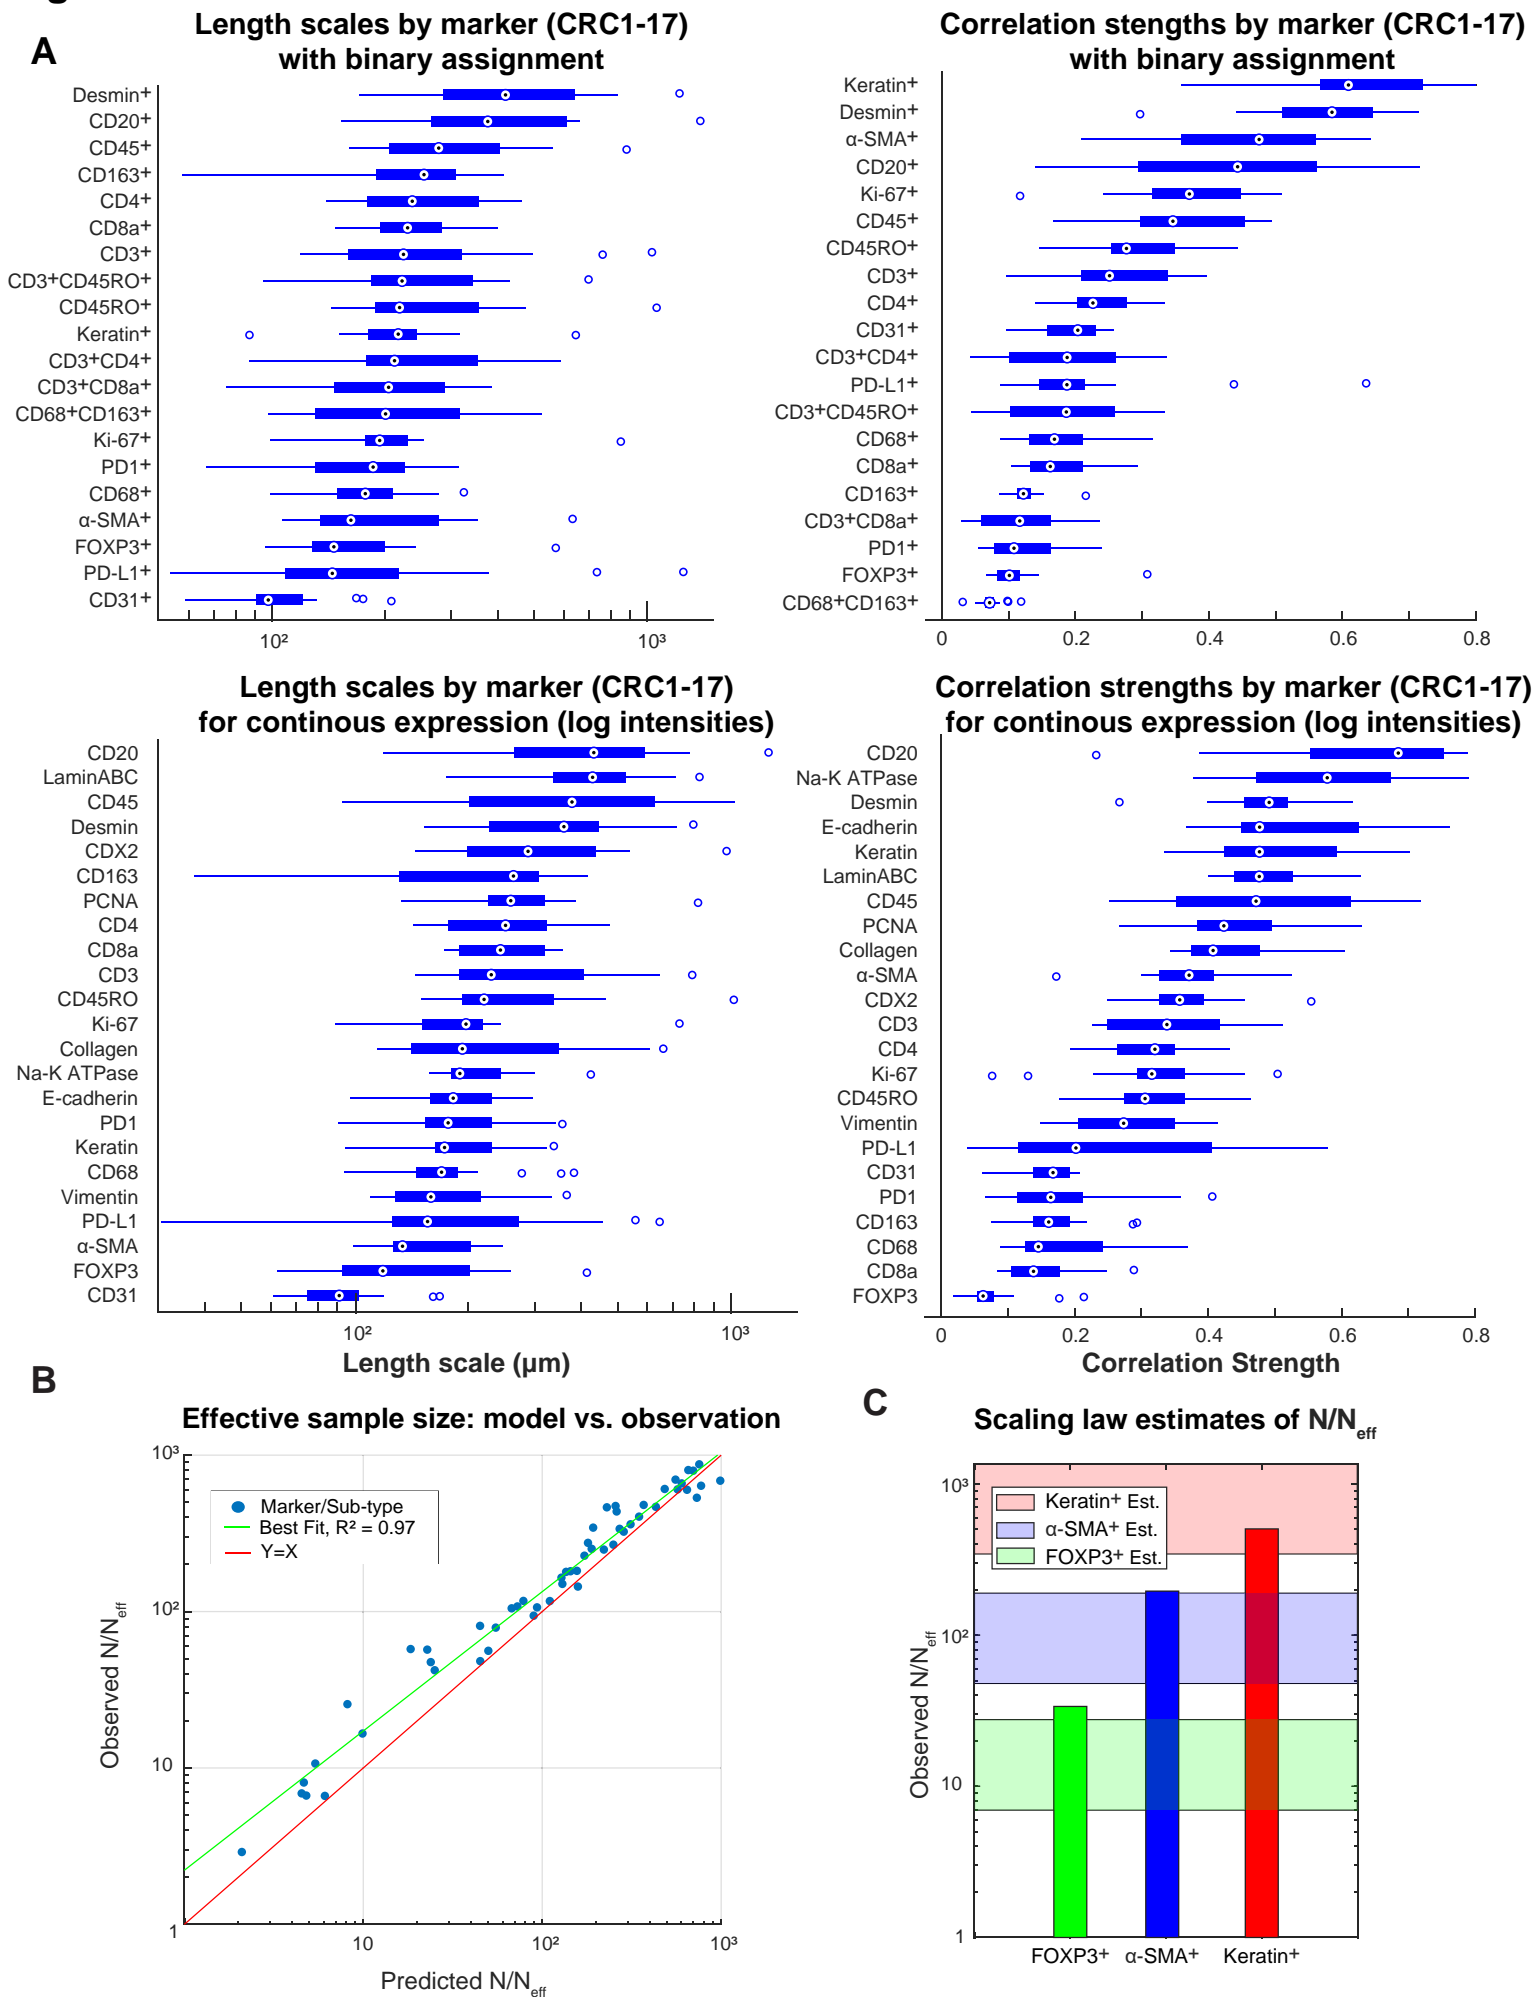 A
Length scales by marker (CRC1-17)
with binary assignment
Desmin⁺
CD20⁺
CD45⁺
CD163⁺
CD4⁺
CD8a⁺
CD3⁺
CD3⁺CD45RO⁺
CD45RO⁺
Keratin⁺
CD3⁺CD4⁺
CD3⁺CD8a⁺
CD68⁺CD163⁺
Ki-67⁺
PD1⁺
CD68⁺
α-SMA⁺
FOXP3⁺
PD-L1⁺
CD31⁺
10²
10³
Correlation stengths by marker (CRC1-17)
with binary assignment
Keratin⁺
Desmin⁺
α-SMA⁺
CD20⁺
Ki-67⁺
CD45⁺
CD45RO⁺
CD3⁺
CD4⁺
CD31⁺
CD3⁺CD4⁺
PD-L1⁺
CD3⁺CD45RO⁺
CD68⁺
CD8a⁺
CD163⁺
CD3⁺CD8a⁺
PD1⁺
FOXP3⁺
CD68⁺CD163⁺
0
0.2
0.4
0.6
0.8
Length scales by marker (CRC1-17)
for continous expression (log intensities)
CD20
LaminABC
CD45
Desmin
CDX2
CD163
PCNA
CD4
CD8a
CD3
CD45RO
Ki-67
Collagen
Na-K ATPase
E-cadherin
PD1
Keratin
CD68
Vimentin
PD-L1
α-SMA
FOXP3
CD31
10²
10³
Length scale (μm)
Correlation strengths by marker (CRC1-17)
for continous expression (log intensities)
CD20
Na-K ATPase
Desmin
E-cadherin
Keratin
LaminABC
CD45
PCNA
Collagen
α-SMA
CDX2
CD3
CD4
Ki-67
CD45RO
Vimentin
PD-L1
CD31
PD1
CD163
CD68
CD8a
FOXP3
0
0.2
0.4
0.6
0.8
Correlation Strength
B
Effective sample size: model vs. observation
10³
10²
10
1
Observed N/Neff
Marker/Sub-type
Best Fit, R² = 0.97
Y=X
1
10
10²
10³
Predicted N/Neff
C
Scaling law estimates of N/Neff
10³
10²
10
1
Observed N/Neff
Keratin⁺ Est.
α-SMA⁺ Est.
FOXP3⁺ Est.
FOXP3⁺
α-SMA⁺
Keratin⁺